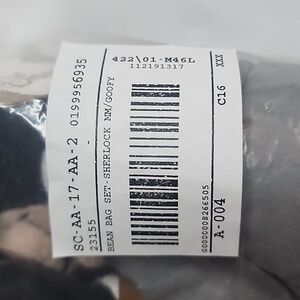 SC-AA-17-AA-2 0199956935
23155
BEAN BAG SET-SHERLOCK MM/GOOFY
422\01-M46L
112191317
00000008266505
A-004
C16
XXX